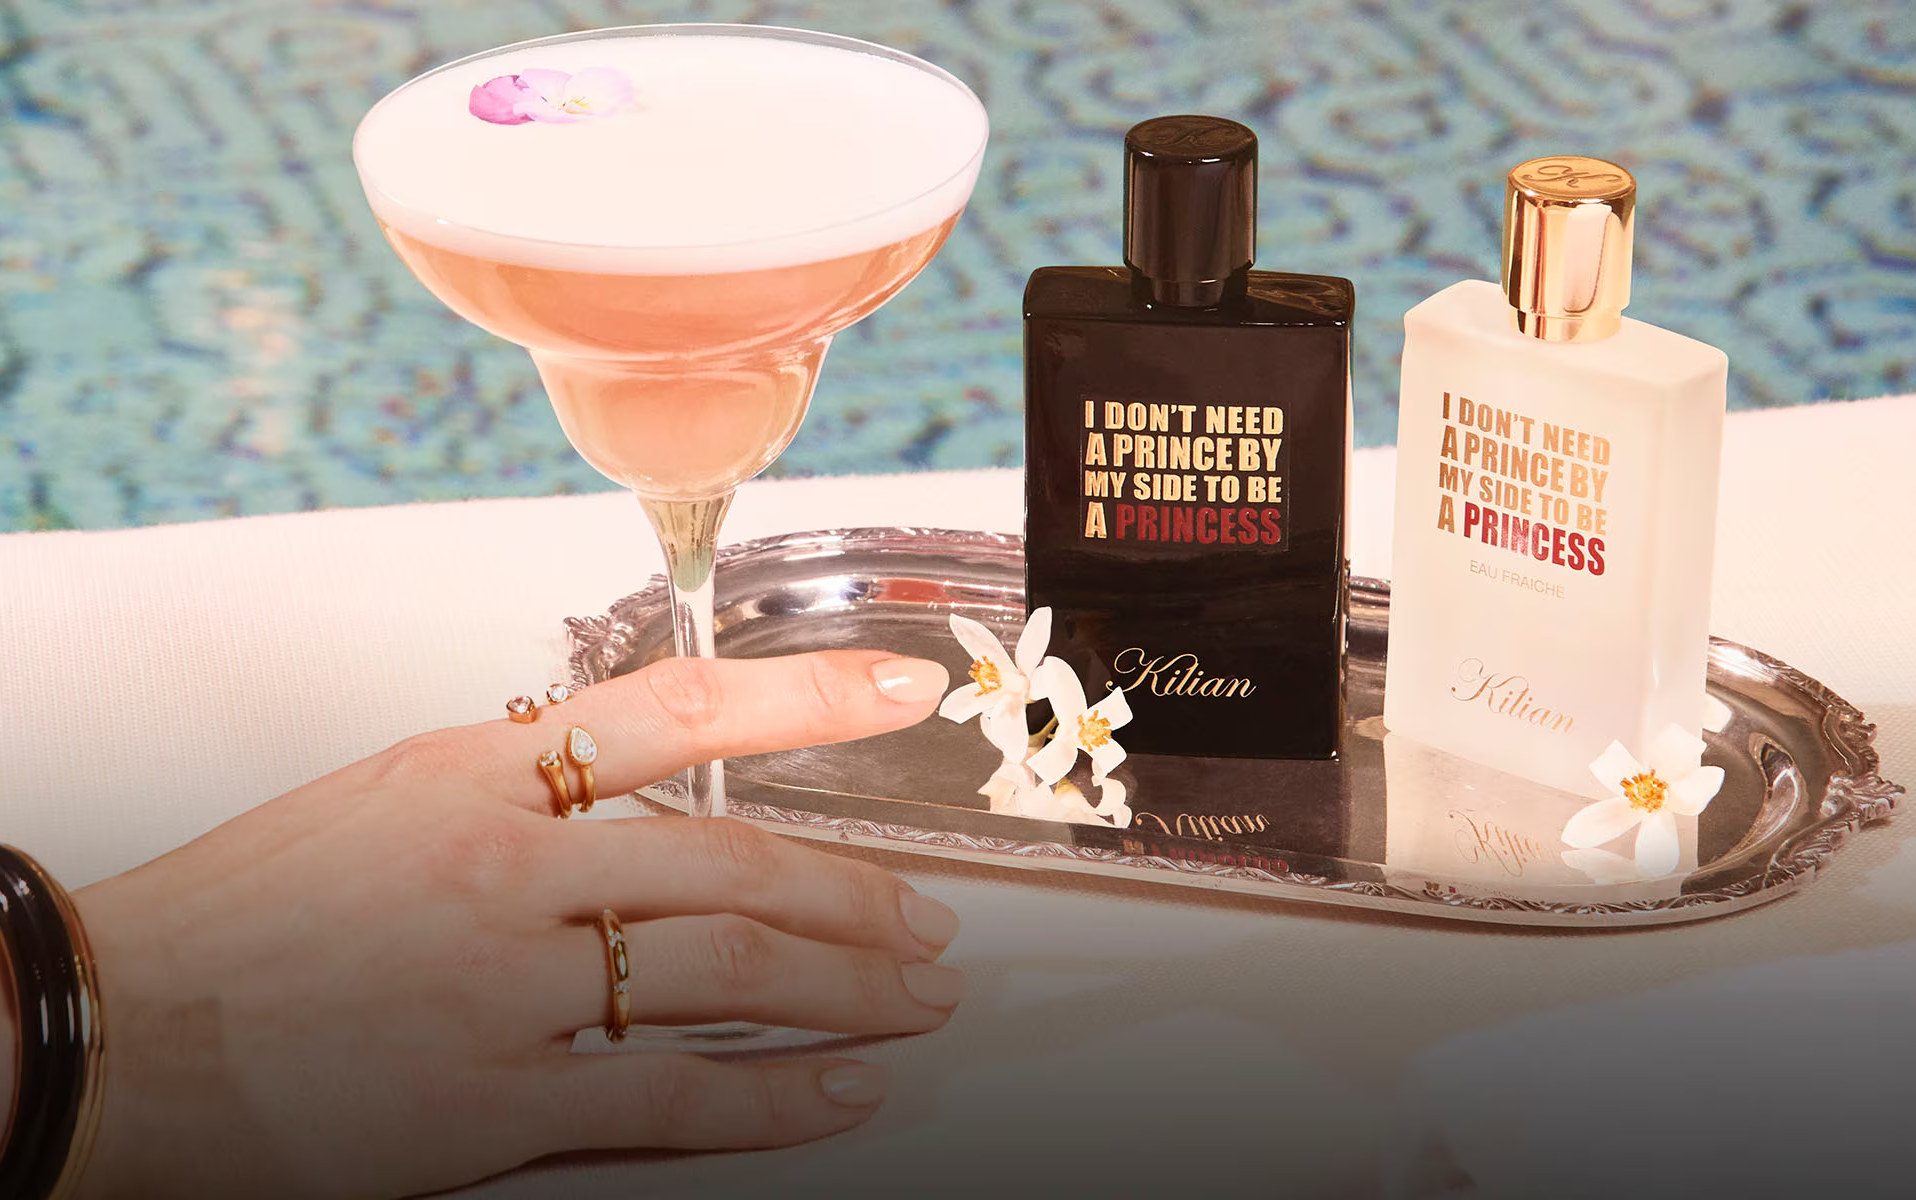 K
I DON'T NEED
A PRINCE BY
MY SIDE TO BE
A PRINCESS
Kilian
K
I DON'T NEED
A PRINCE BY
MY SIDE TO BE
A PRINCESS
EAU FRAICHE
Kilian